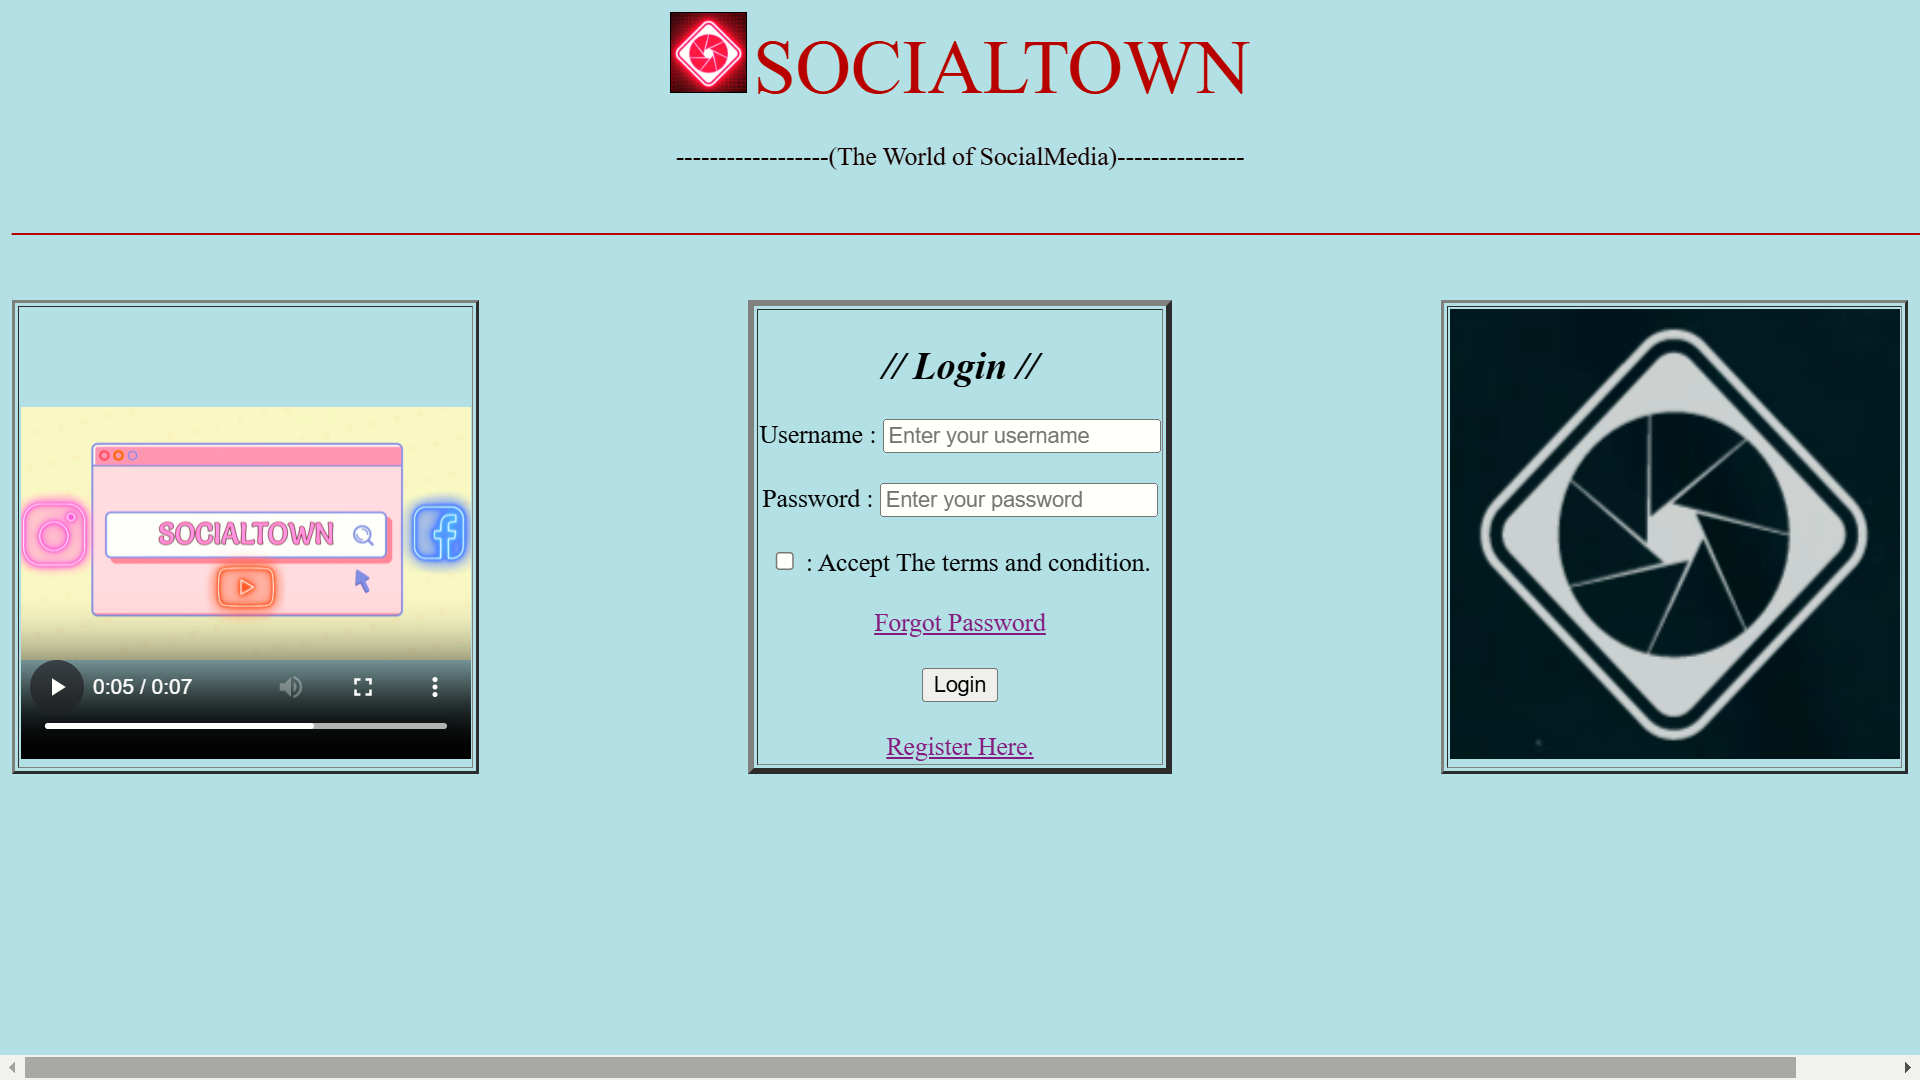 SOCIALTOWN
------------------(The World of SocialMedia)---------------
SOCIALTOWN
0:05 / 0:07
// Login //
Username : Enter your username
Password : Enter your password
: Accept The terms and condition.
Forgot Password
Login
Register Here.